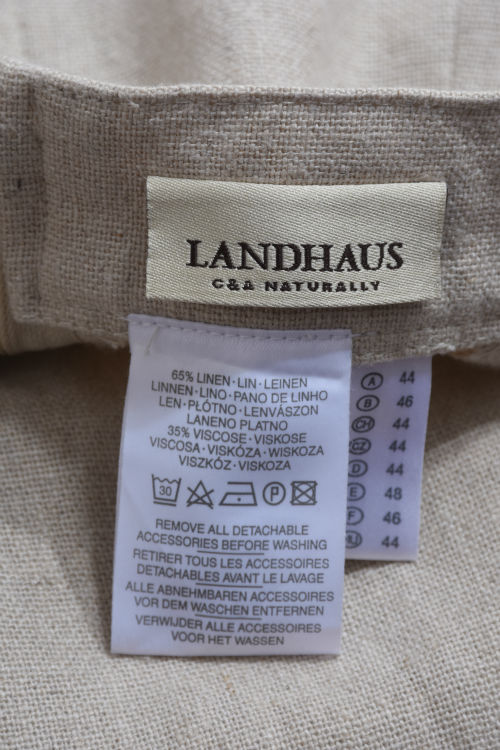 LANDHAUS
C&A NATURALLY
65% LINEN · LIN · LEINEN
LINNEN · LINO · PANO DE LINHO
LEN · PŁÓTNO · LENVÁSZON
LANENO PLATNO
35% VISCOSE · VISKOSE
VISCOSA · VISKÓZA · WISKOZA
VISZKÓZ · VISKOZA
30
P
REMOVE ALL DETACHABLE
ACCESSORIES BEFORE WASHING
RETIRER TOUS LES ACCESSOIRES
DETACHABLES AVANT LE LAVAGE
ALLE ABNEHMBAREN ACCESSOIRES
VOR DEM WASCHEN ENTFERNEN
VERWIJDER ALLE ACCESSOIRES
VOOR HET WASSEN
A 44
B 46
CH 44
CZ 44
D 44
E 48
F 46
44